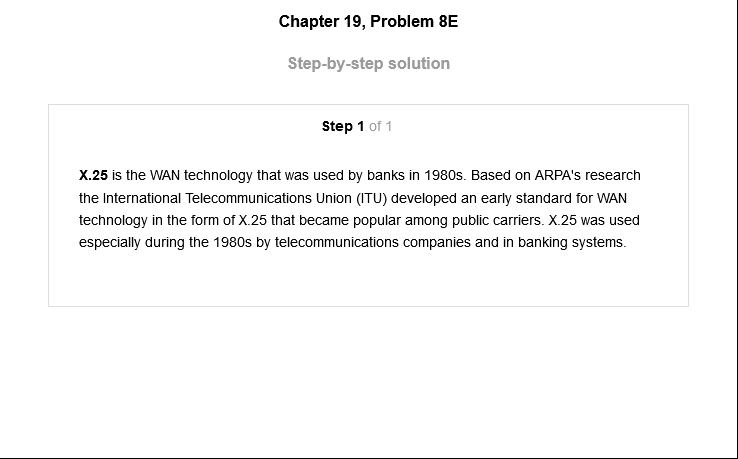 Chapter 19, Problem 8E
Step-by-step solution
Step 1 of 1
X.25 is the WAN technology that was used by banks in 1980s. Based on ARPA's research
the International Telecommunications Union (ITU) developed an early standard for WAN
technology in the form of X.25 that became popular among public carriers. X.25 was used
especially during the 1980s by telecommunications companies and in banking systems.